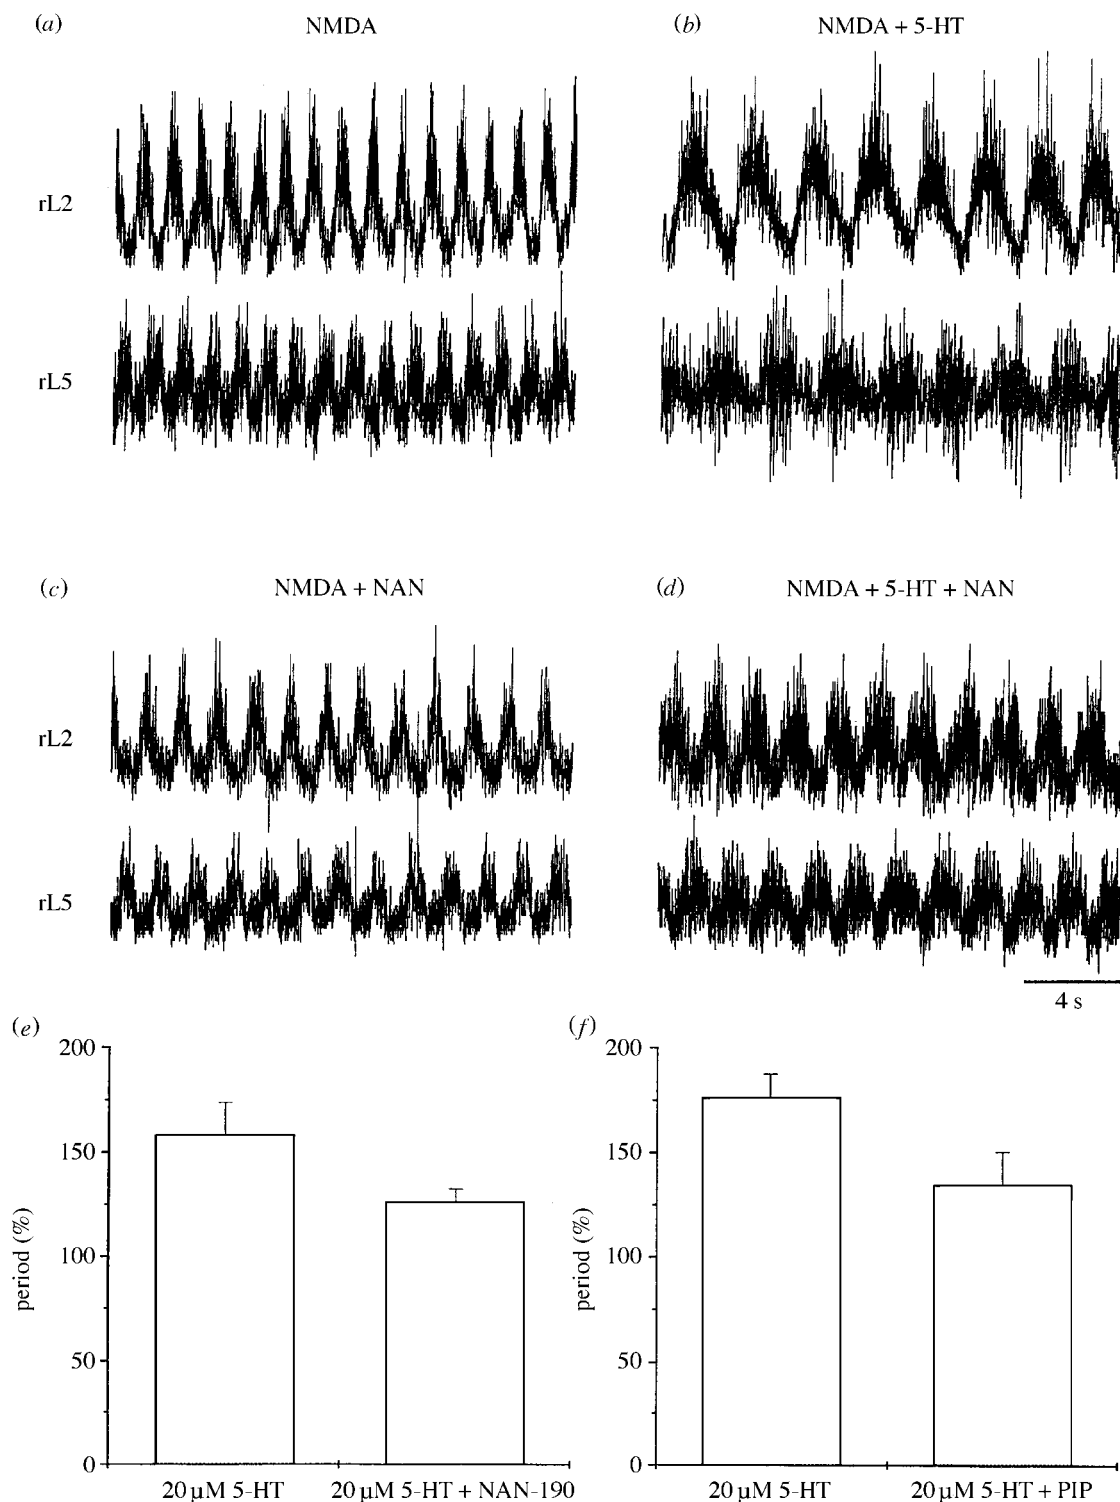 (a) NMDA
(b) NMDA + 5-HT
rL2
rL5
(c) NMDA + NAN
(d) NMDA + 5-HT + NAN
rL2
rL5
4 s
(e)
200
150
100
50
0
period (%)
20 µM 5-HT
20 µM 5-HT + NAN-190
(f)
200
150
100
50
0
period (%)
20 µM 5-HT
20 µM 5-HT + PIP